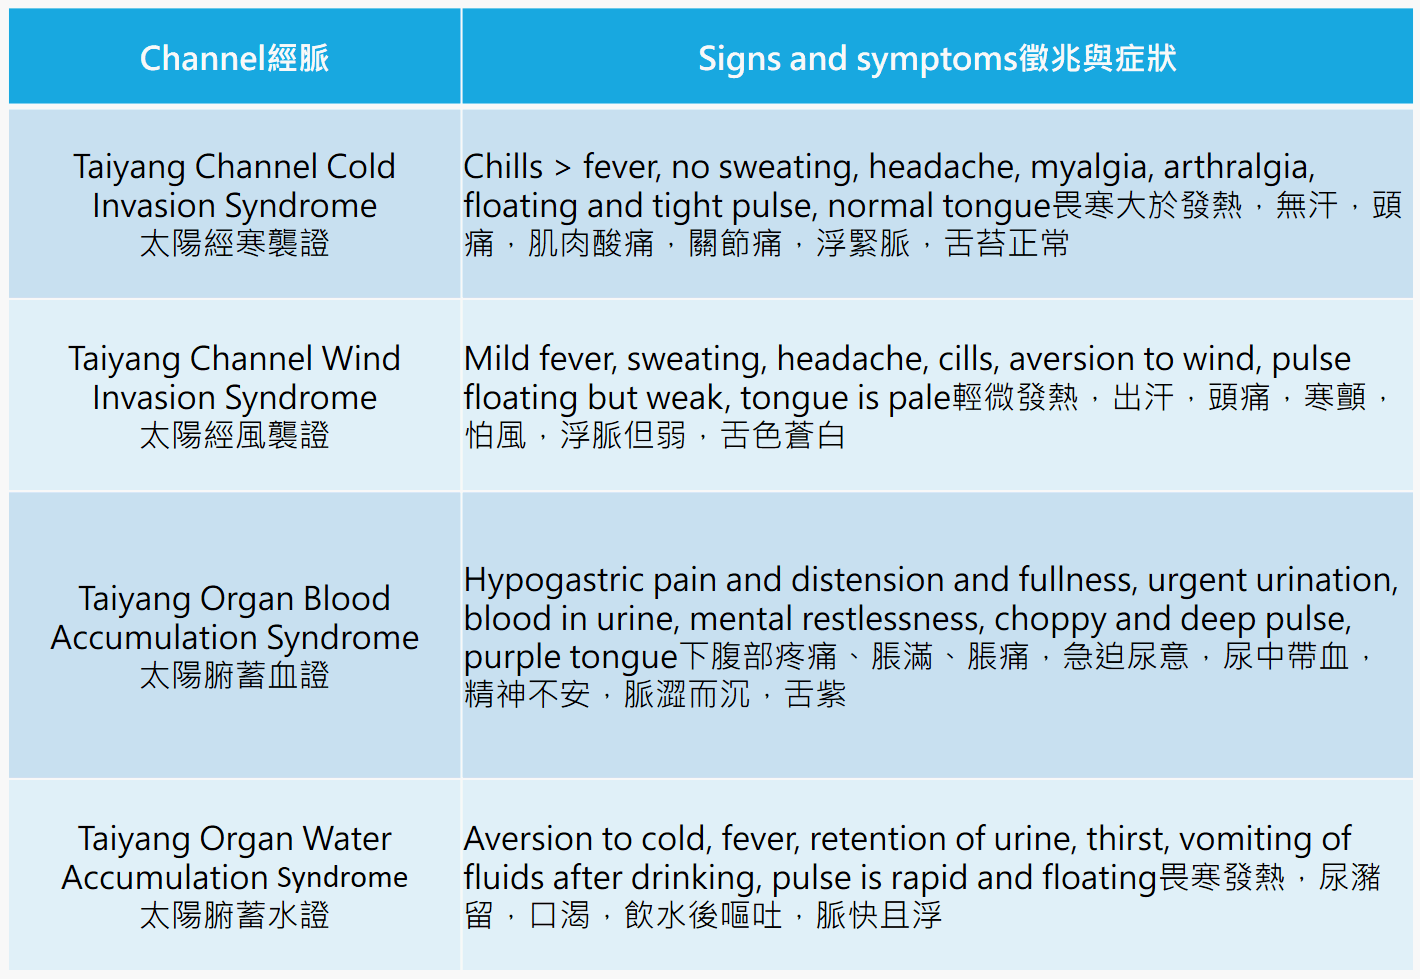 Channel經脈
Signs and symptoms徵兆與症狀
Taiyang Channel Cold
Invasion Syndrome
太陽經寒襲證
Chills > fever, no sweating, headache, myalgia, arthralgia,
floating and tight pulse, normal tongue畏寒大於發熱，無汗，頭
痛，肌肉酸痛，關節痛，浮緊脈，舌苔正常
Taiyang Channel Wind
Invasion Syndrome
太陽經風襲證
Mild fever, sweating, headache, cills, aversion to wind, pulse
floating but weak, tongue is pale輕微發熱，出汗，頭痛，寒顫，
怕風，浮脈但弱，舌色蒼白
Taiyang Organ Blood
Accumulation Syndrome
太陽腑蓄血證
Hypogastric pain and distension and fullness, urgent urination,
blood in urine, mental restlessness, choppy and deep pulse,
purple tongue下腹部疼痛、脹滿、脹痛，急迫尿意，尿中帶血，
精神不安，脈澀而沉，舌紫
Taiyang Organ Water
Accumulation Syndrome
太陽腑蓄水證
Aversion to cold, fever, retention of urine, thirst, vomiting of
fluids after drinking, pulse is rapid and floating畏寒發熱，尿瀦
留，口渴，飲水後嘔吐，脈快且浮